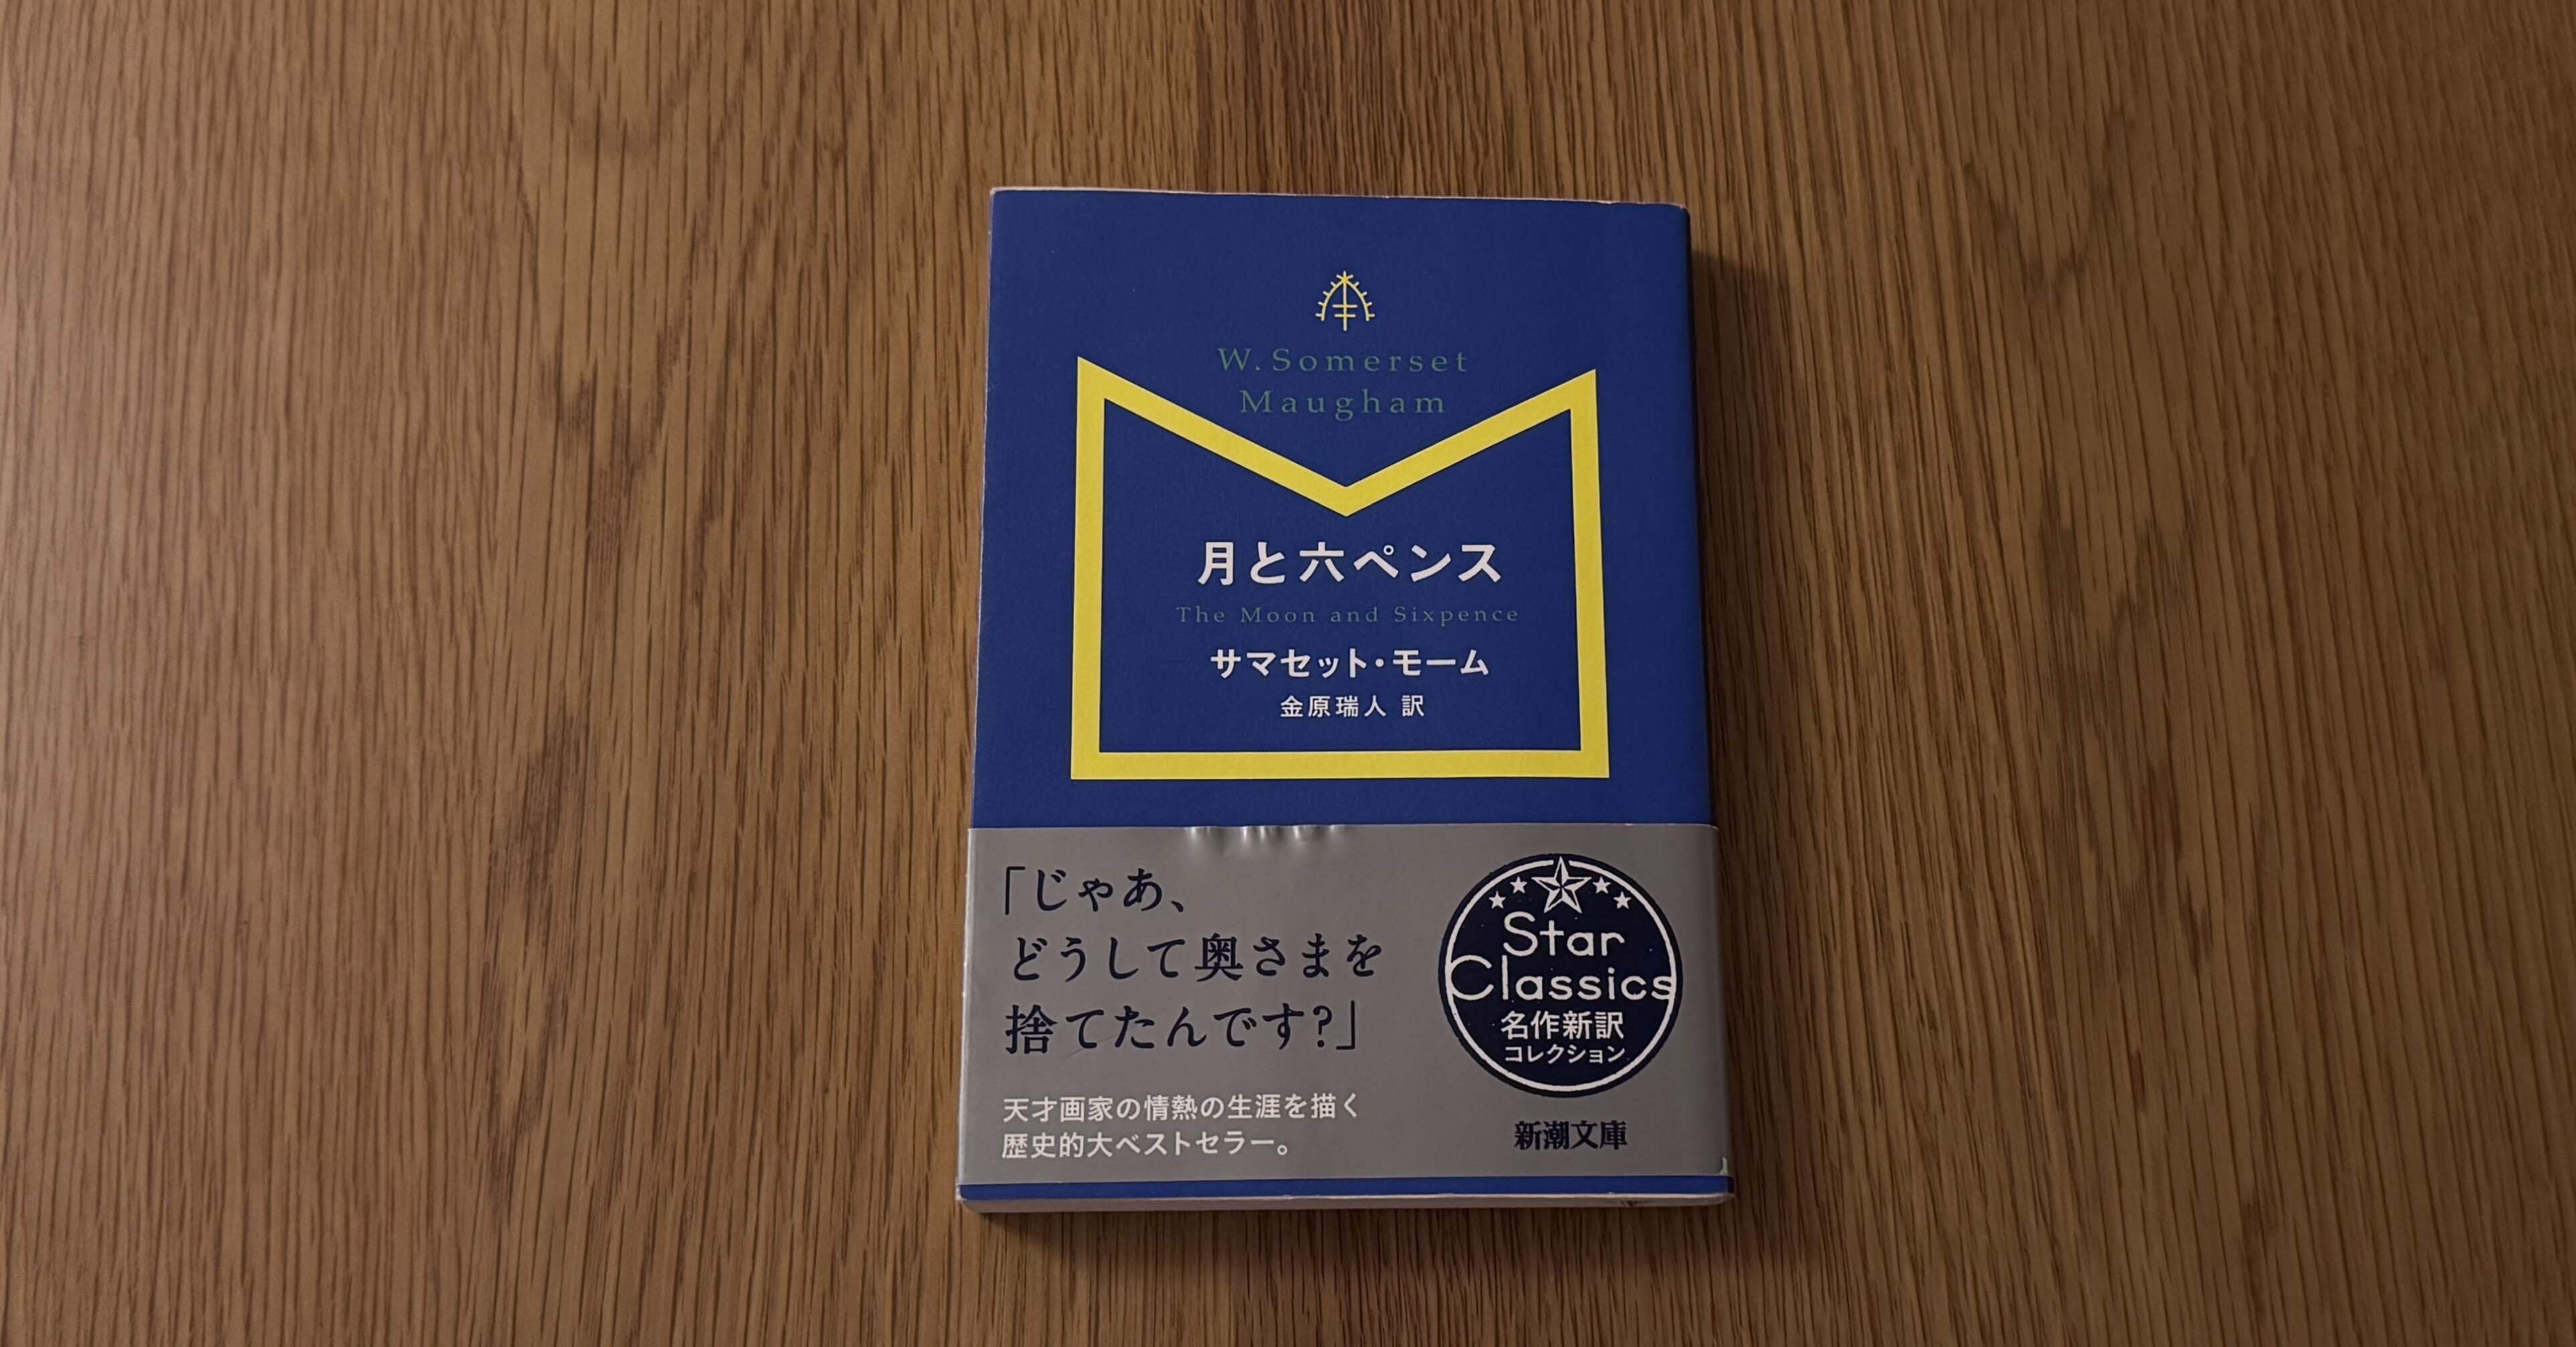 W. Somerset
Maugham
月と六ペンス
The Moon and Sixpence
サマセット・モーム
金原瑞人 訳
「じゃあ、
どうして奥さまを
捨てたんです?」
天才画家の情熱の生涯を描く
歴史的大ベストセラー。
Star
Classics
名作新訳
コレクション
新潮文庫